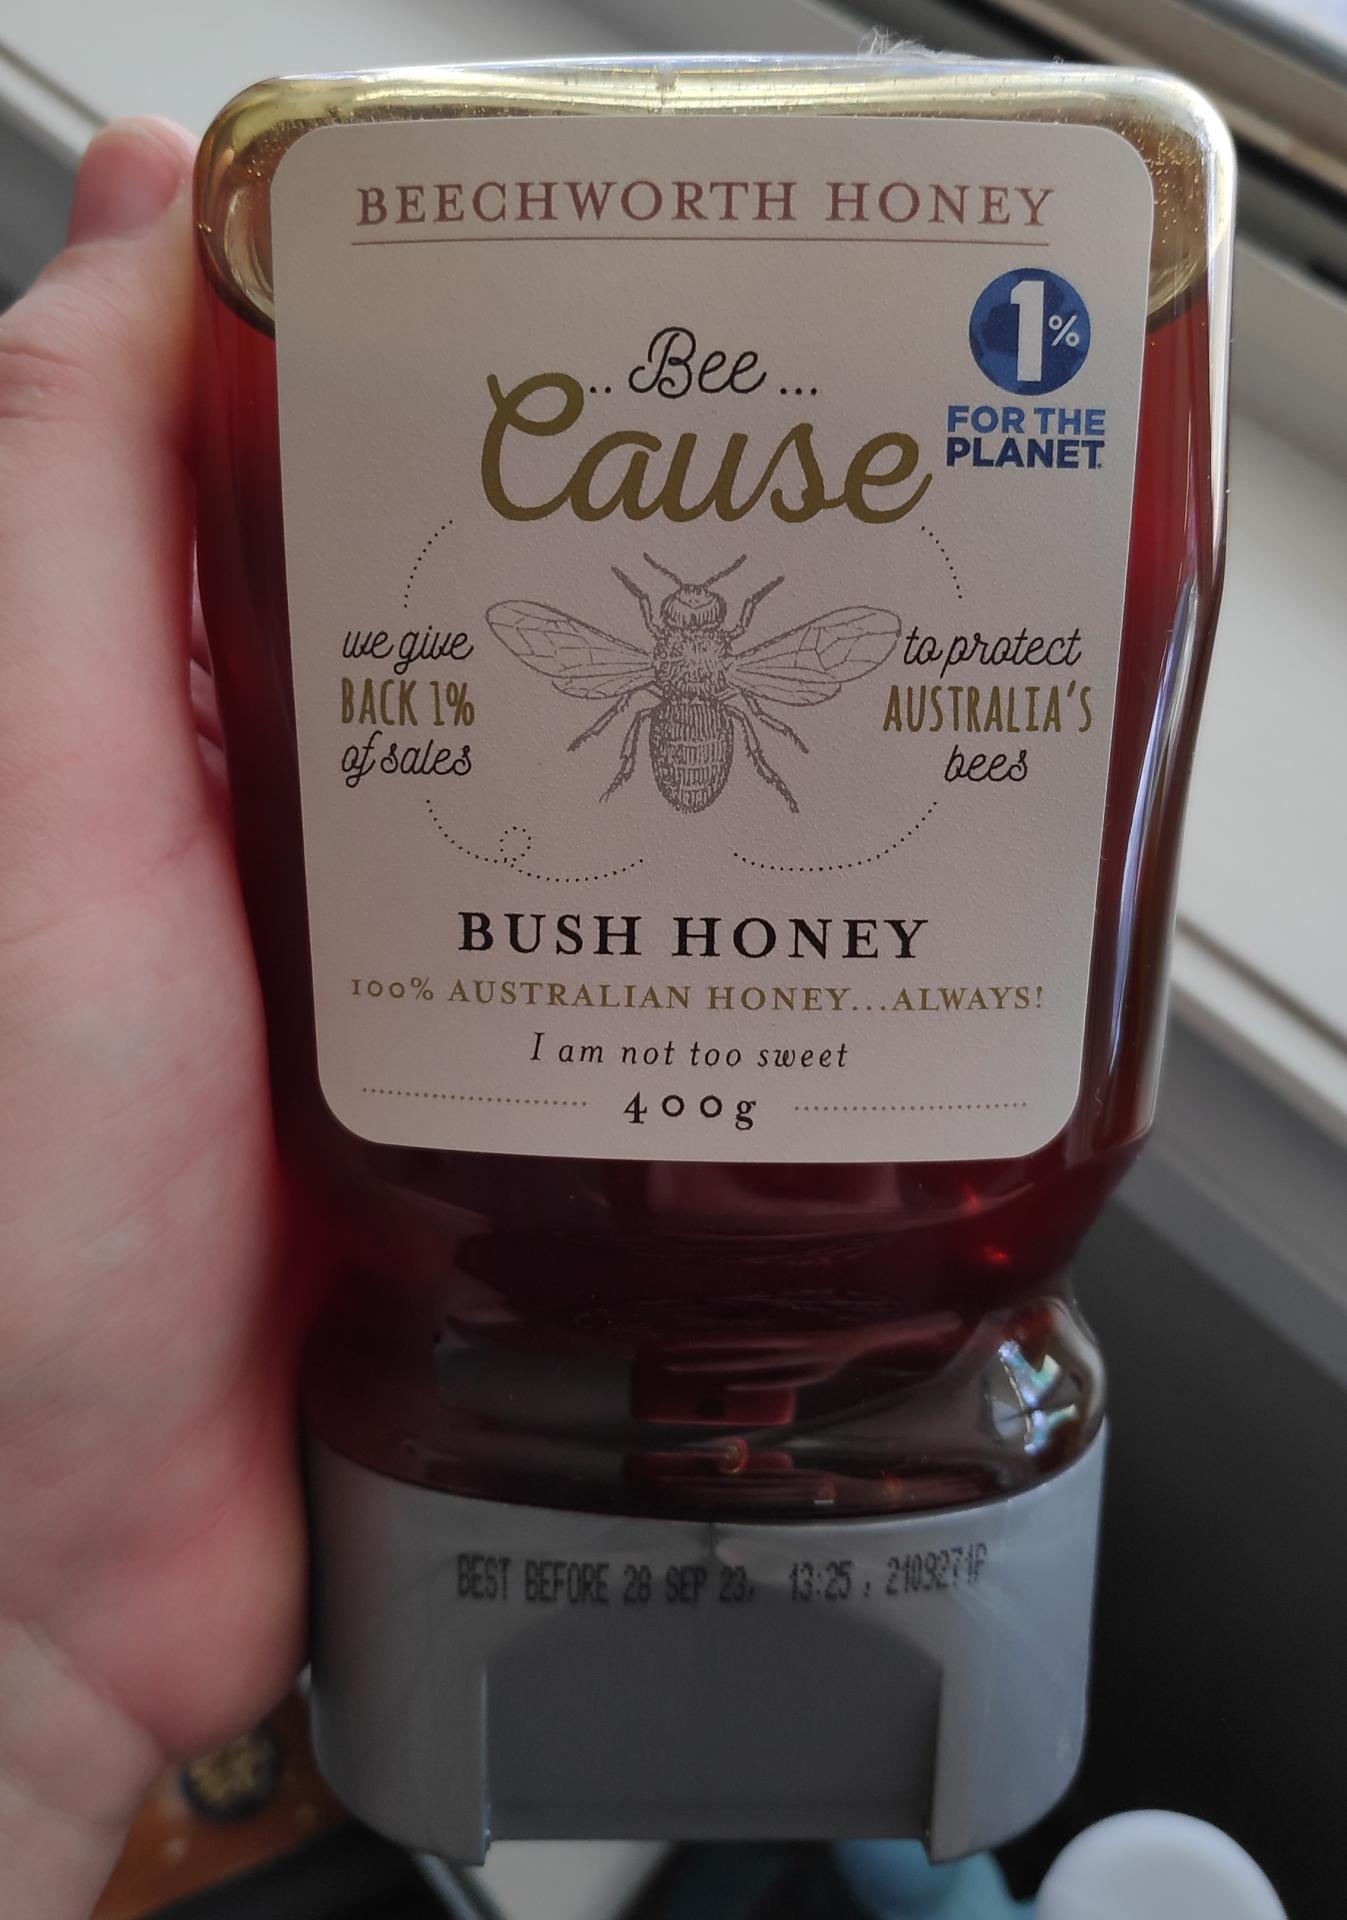 BEECHWORTH HONEY
1%
FOR THE
PLANET
.. Bee ...
Cause
we give
BACK 1%
of sales
to protect
AUSTRALIA'S
bees
BUSH HONEY
100% AUSTRALIAN HONEY...ALWAYS!
I am not too sweet
400g
BEST BEFORE 28 SEP 23, 13:25, 2109271P